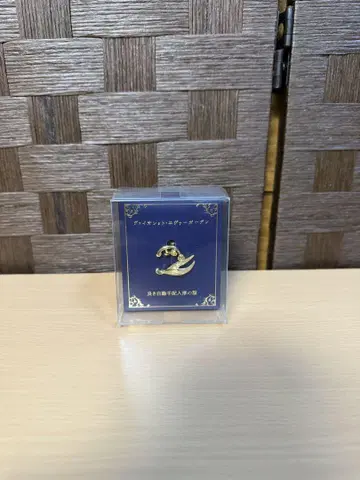 ヴァイオレット・エヴァーガーデン
良き自動手記人形の証